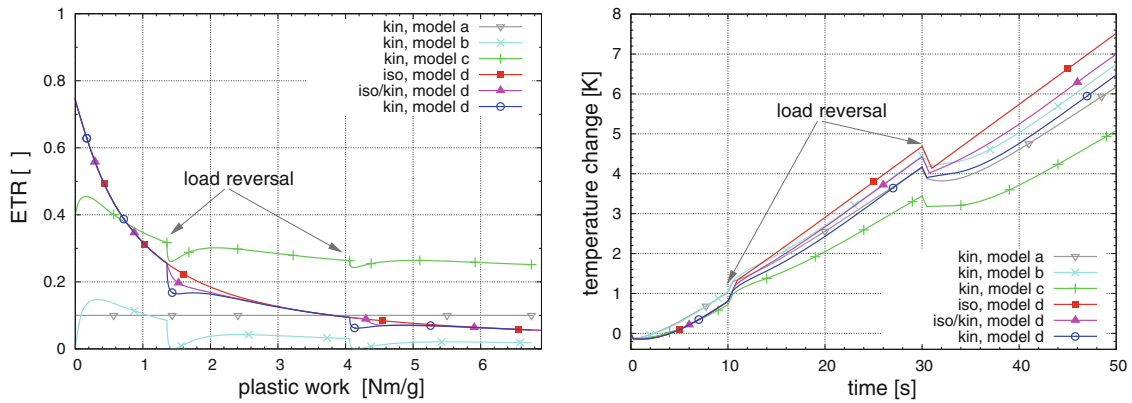 ETR [ ]
1
0.8
0.6
0.4
0.2
0
kin, model a
kin, model b
kin, model c
iso, model d
iso/kin, model d
kin, model d
load reversal
0 1 2 3 4 5 6
plastic work [Nm/g]
temperature change [K]
8
7
6
5
4
3
2
1
0
load reversal
kin, model a
kin, model b
kin, model c
iso, model d
iso/kin, model d
kin, model d
0 10 20 30 40 50
time [s]